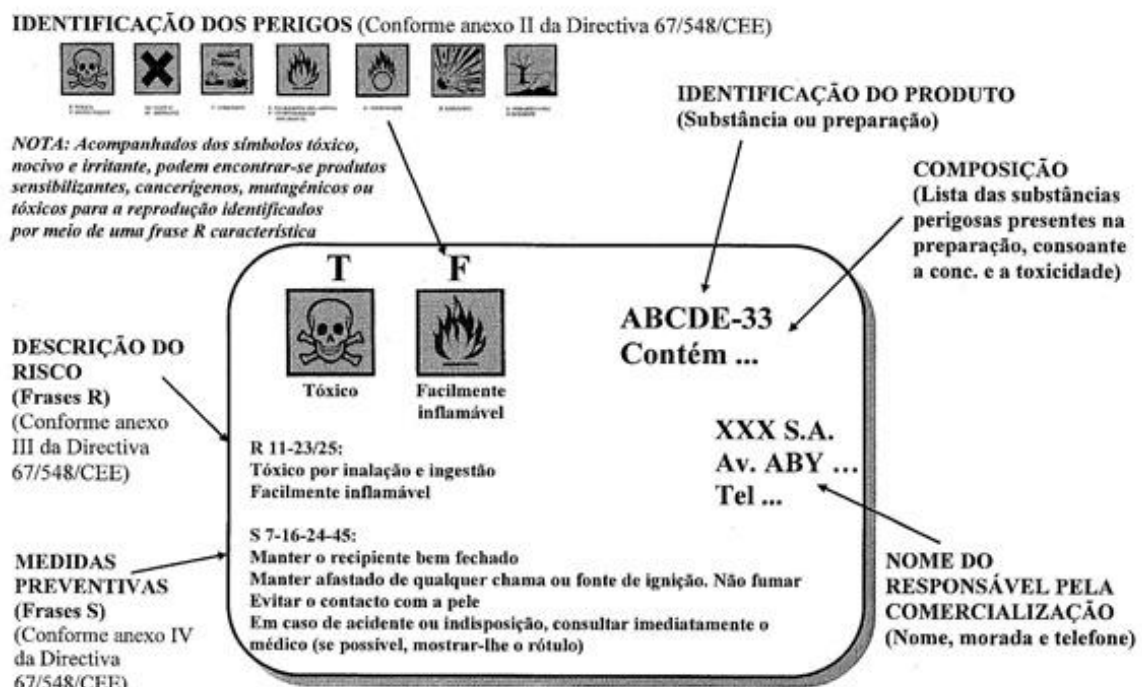 IDENTIFICAÇÃO DOS PERIGOS (Conforme anexo II da Directiva 67/548/CEE)
NOTA: Acompanhados dos símbolos tóxico,
nocivo e irritante, podem encontrar-se produtos
sensibilizantes, cancerígenos, mutagénicos ou
tóxicos para a reprodução identificados
por meio de uma frase R característica
IDENTIFICAÇÃO DO PRODUTO
(Substância ou preparação)
COMPOSIÇÃO
(Lista das substâncias
perigosas presentes na
preparação, consoante
a conc. e a toxicidade)
T
F
Tóxico
Facilmente
inflamável
ABCDE-33
Contém ...
DESCRIÇÃO DO
RISCO
(Frases R)
(Conforme anexo
III da Directiva
67/548/CEE)
R 11-23/25:
Tóxico por inalação e ingestão
Facilmente inflamável
XXX S.A.
Av. ABY ...
Tel ...
MEDIDAS
PREVENTIVAS
(Frases S)
(Conforme anexo IV
da Directiva
67/548/CEE)
S 7-16-24-45:
Manter o recipiente bem fechado
Manter afastado de qualquer chama ou fonte de ignição. Não fumar
Evitar o contacto com a pele
Em caso de acidente ou indisposição, consultar imediatamente o
médico (se possível, mostrar-lhe o rótulo)
NOME DO
RESPONSÁVEL PELA
COMERCIALIZAÇÃO
(Nome, morada e telefone)